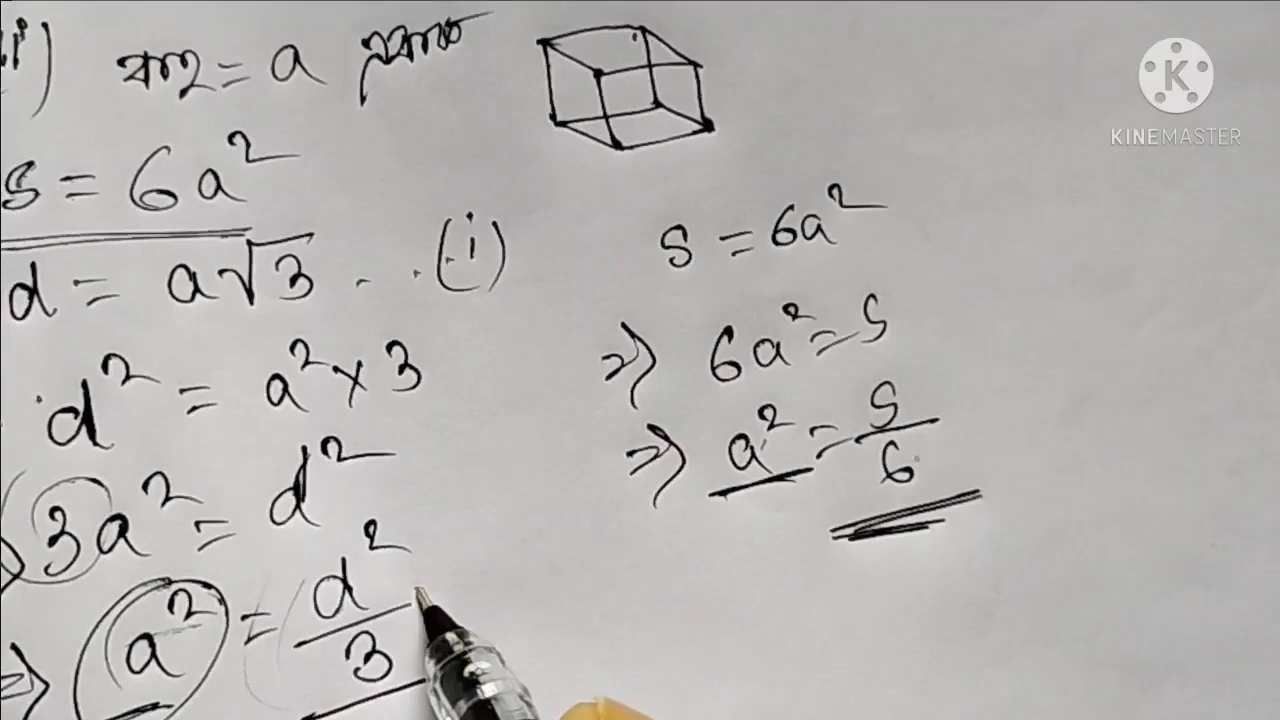 বাহু = a একক
s = 6a²
d = a√3 ... (i)
d² = a² × 3
3a² = d²
⇒ a² = d²/3
s = 6a²
⇒ 6a² = s
⇒ a² = s/6
K
KINEMASTER